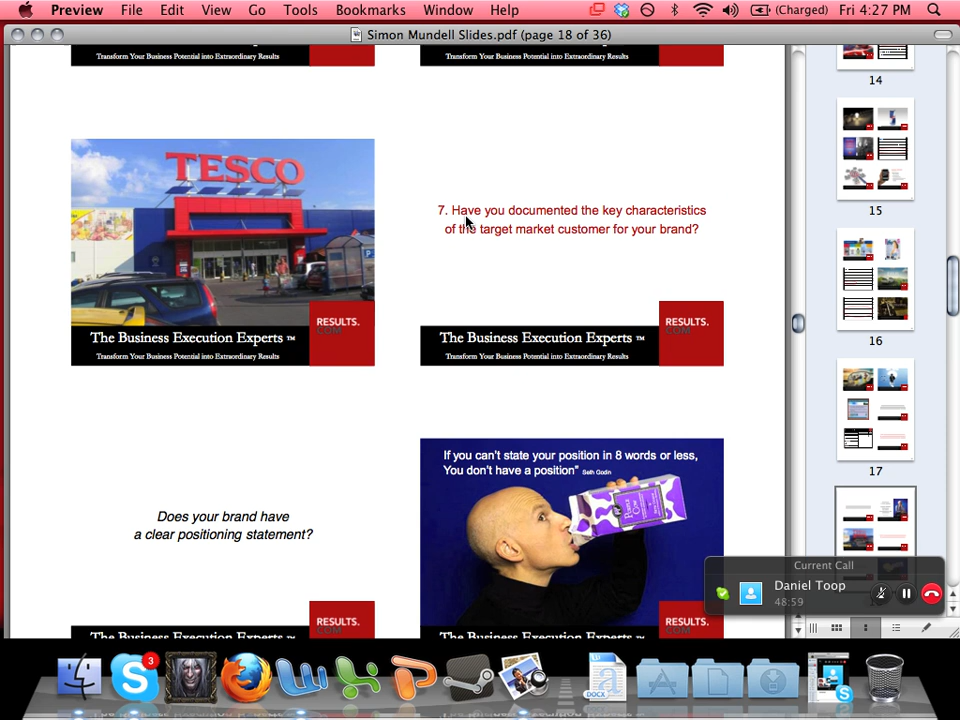 Preview File Edit View Go Tools Bookmarks Window Help (Charged) Fri 4:27 PM
Simon Mundell Slides.pdf (page 18 of 36)
Transform Your Business Potential into Extraordinary Results
Transform Your Business Potential into Extraordinary Results
14
TESCO
P
RESULTS.
COM
The Business Execution Experts ™
Transform Your Business Potential into Extraordinary Results
7. Have you documented the key characteristics
of the target market customer for your brand?
RESULTS.
COM
The Business Execution Experts ™
Transform Your Business Potential into Extraordinary Results
15
16
17
Does your brand have
a clear positioning statement?
RESULTS.
COM
If you can't state your position in 8 words or less,
You don't have a position" Seth Godin
RESULTS.
COM
Current Call
Daniel Toop
48:59
3
DOCX